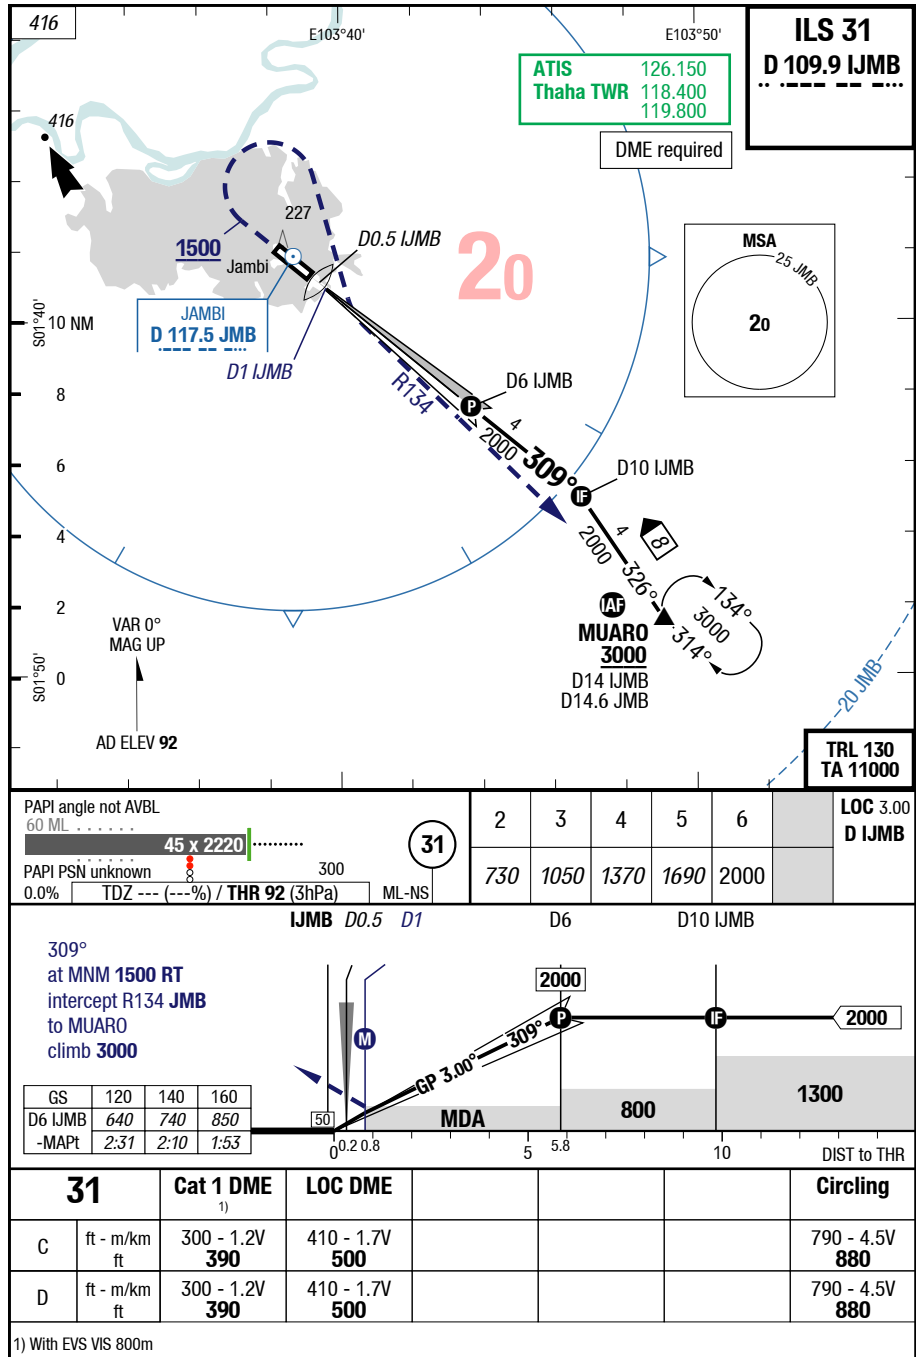 416
E103°40'
E103°50'
ILS 31
D 109.9 IJMB
ATIS 126.150
Thaha TWR 118.400
119.800
DME required
416
227
D0.5 IJMB
1500
Jambi
20
MSA
25 JMB
20
JAMBI
D 117.5 JMB
S01°40'
10 NM
D1 IJMB
R134
D6 IJMB
8
4
2000
309°
D10 IJMB
6
4
4
2000
326°
8
2
IAF
MUARO
3000
D14 IJMB
D14.6 JMB
134°
3000
314°
P
IF
VAR 0°
MAG UP
S01°50'
0
20 JMB
AD ELEV 92
TRL 130
TA 11000
PAPI angle not AVBL
60 ML
45 x 2220
PAPI PSN unknown
300
0.0%
TDZ --- (---%) / THR 92 (3hPa)
ML-NS
31
2 3 4 5 6
730 1050 1370 1690 2000
LOC 3.00
D IJMB
IJMB D0.5 D1 D6 D10 IJMB
309°
at MNM 1500 RT
intercept R134 JMB
to MUARO
climb 3000
2000
P
IF
2000
M
GP 3.00°
309°
GS 120 140 160
D6 IJMB 640 740 850
-MAPt 2:31 2:10 1:53
50
MDA
800
1300
0 0.2 0.8 5 5.8 10 DIST to THR
31 Cat 1 DME LOC DME Circling
1)
C ft - m/km 300 - 1.2V 410 - 1.7V 790 - 4.5V
ft 390 500 880
D ft - m/km 300 - 1.2V 410 - 1.7V 790 - 4.5V
ft 390 500 880
1) With EVS VIS 800m